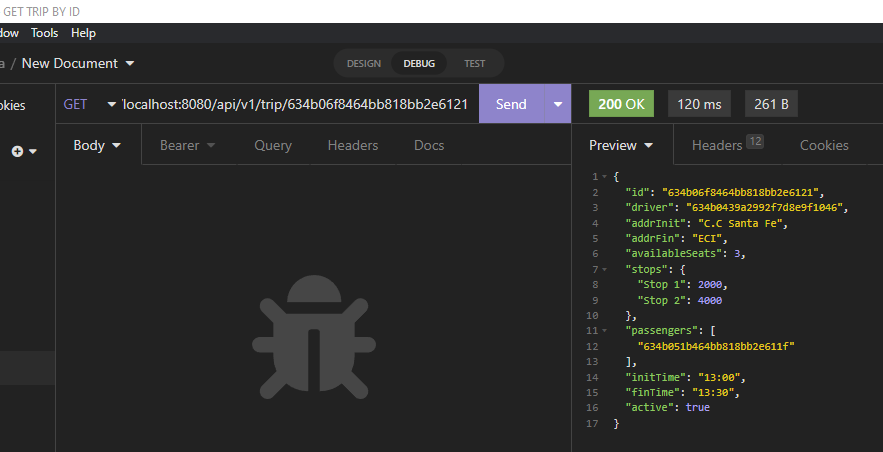 GET TRIP BY ID
dow Tools Help
a / New Document
DESIGN DEBUG TEST
okies
GET localhost:8080/api/v1/trip/634b06f8464bb818bb2e6121 Send
200 OK 120 ms 261 B
Body Bearer Query Headers Docs
Preview Headers 12 Cookies
1 {
2 "id": "634b06f8464bb818bb2e6121",
3 "driver": "634b0439a2992f7d8e9f1046",
4 "addrInit": "C.C Santa Fe",
5 "addrFin": "ECI",
6 "availableSeats": 3,
7 "stops": {
8 "Stop 1": 2000,
9 "Stop 2": 4000
10 },
11 "passengers": [
12 "634b051b464bb818bb2e611f"
13 ],
14 "initTime": "13:00",
15 "finTime": "13:30",
16 "active": true
17 }